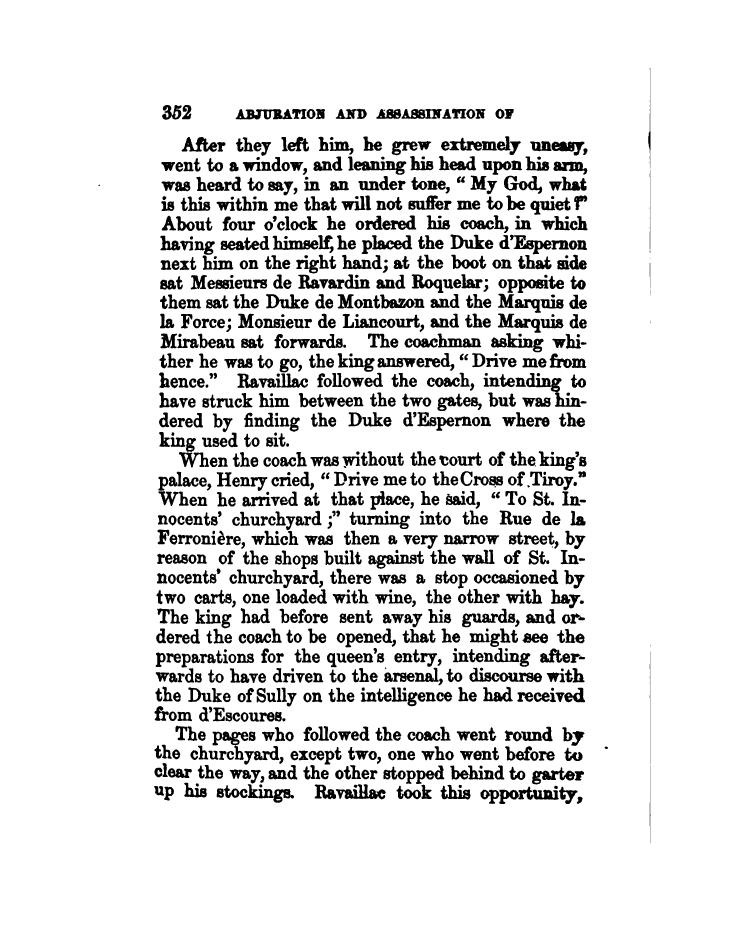 352 ABJURATION AND ASSASSINATION OF
After they left him, he grew extremely uneasy,
went to a window, and leaning his head upon his arm,
was heard to say, in an under tone, “ My God, what
is this within me that will not suffer me to be quiet ?”
About four o’clock he ordered his coach, in which
having seated himself, he placed the Duke d’Espernon
next him on the right hand; at the boot on that side
sat Messieurs de Ravardin and Roquelar; opposite to
them sat the Duke de Montbazon and the Marquis de
la Force; Monsieur de Liancourt, and the Marquis de
Mirabeau sat forwards. The coachman asking whi-
ther he was to go, the king answered, “ Drive me from
hence.” Ravaillac followed the coach, intending to
have struck him between the two gates, but was hin-
dered by finding the Duke d’Espernon where the
king used to sit.
When the coach was without the court of the king’s
palace, Henry cried, “ Drive me to the Cross of Tiroy.”
When he arrived at that place, he said, “ To St. In-
nocents’ churchyard ;” turning into the Rue de la
Ferronière, which was then a very narrow street, by
reason of the shops built against the wall of St. In-
nocents’ churchyard, there was a stop occasioned by
two carts, one loaded with wine, the other with hay.
The king had before sent away his guards, and or-
dered the coach to be opened, that he might see the
preparations for the queen’s entry, intending after-
wards to have driven to the arsenal, to discourse with
the Duke of Sully on the intelligence he had received
from d’Escoures.
The pages who followed the coach went round by
the churchyard, except two, one who went before to
clear the way, and the other stopped behind to garter
up his stockings. Ravaillac took this opportunity,